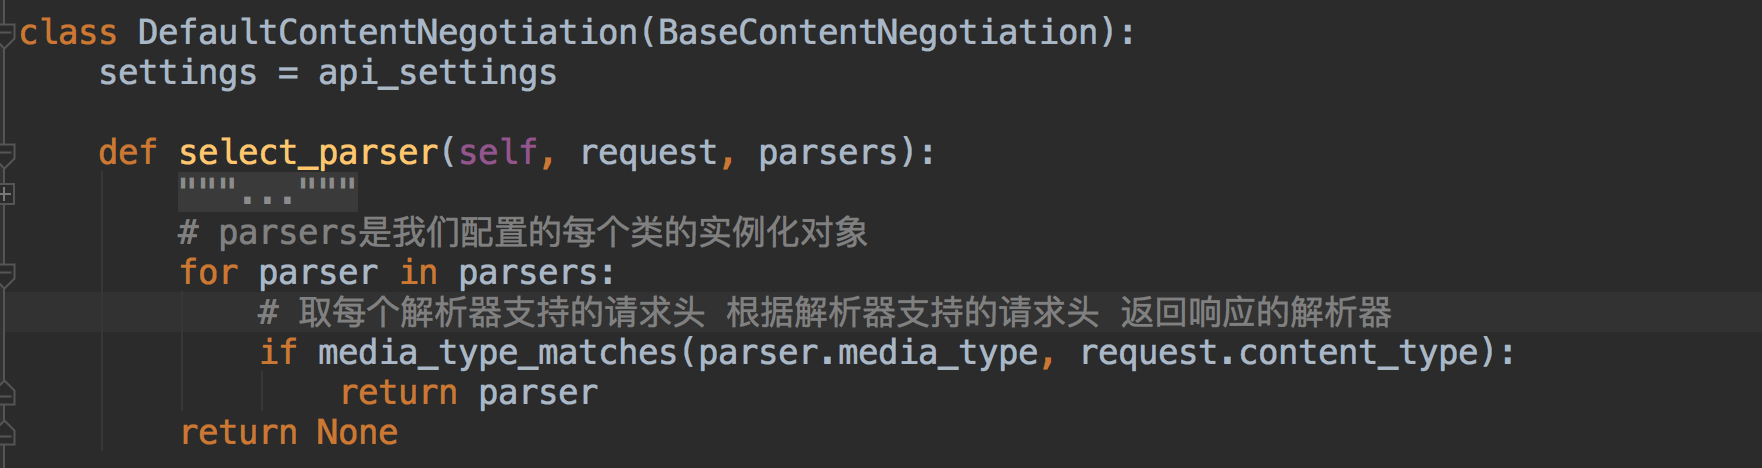 class DefaultContentNegotiation(BaseContentNegotiation):
    settings = api_settings

    def select_parser(self, request, parsers):
        """..."""
        # parsers是我们配置的每个类的实例化对象
        for parser in parsers:
            # 取每个解析器支持的请求头 根据解析器支持的请求头 返回响应的解析器
            if media_type_matches(parser.media_type, request.content_type):
                return parser
        return None